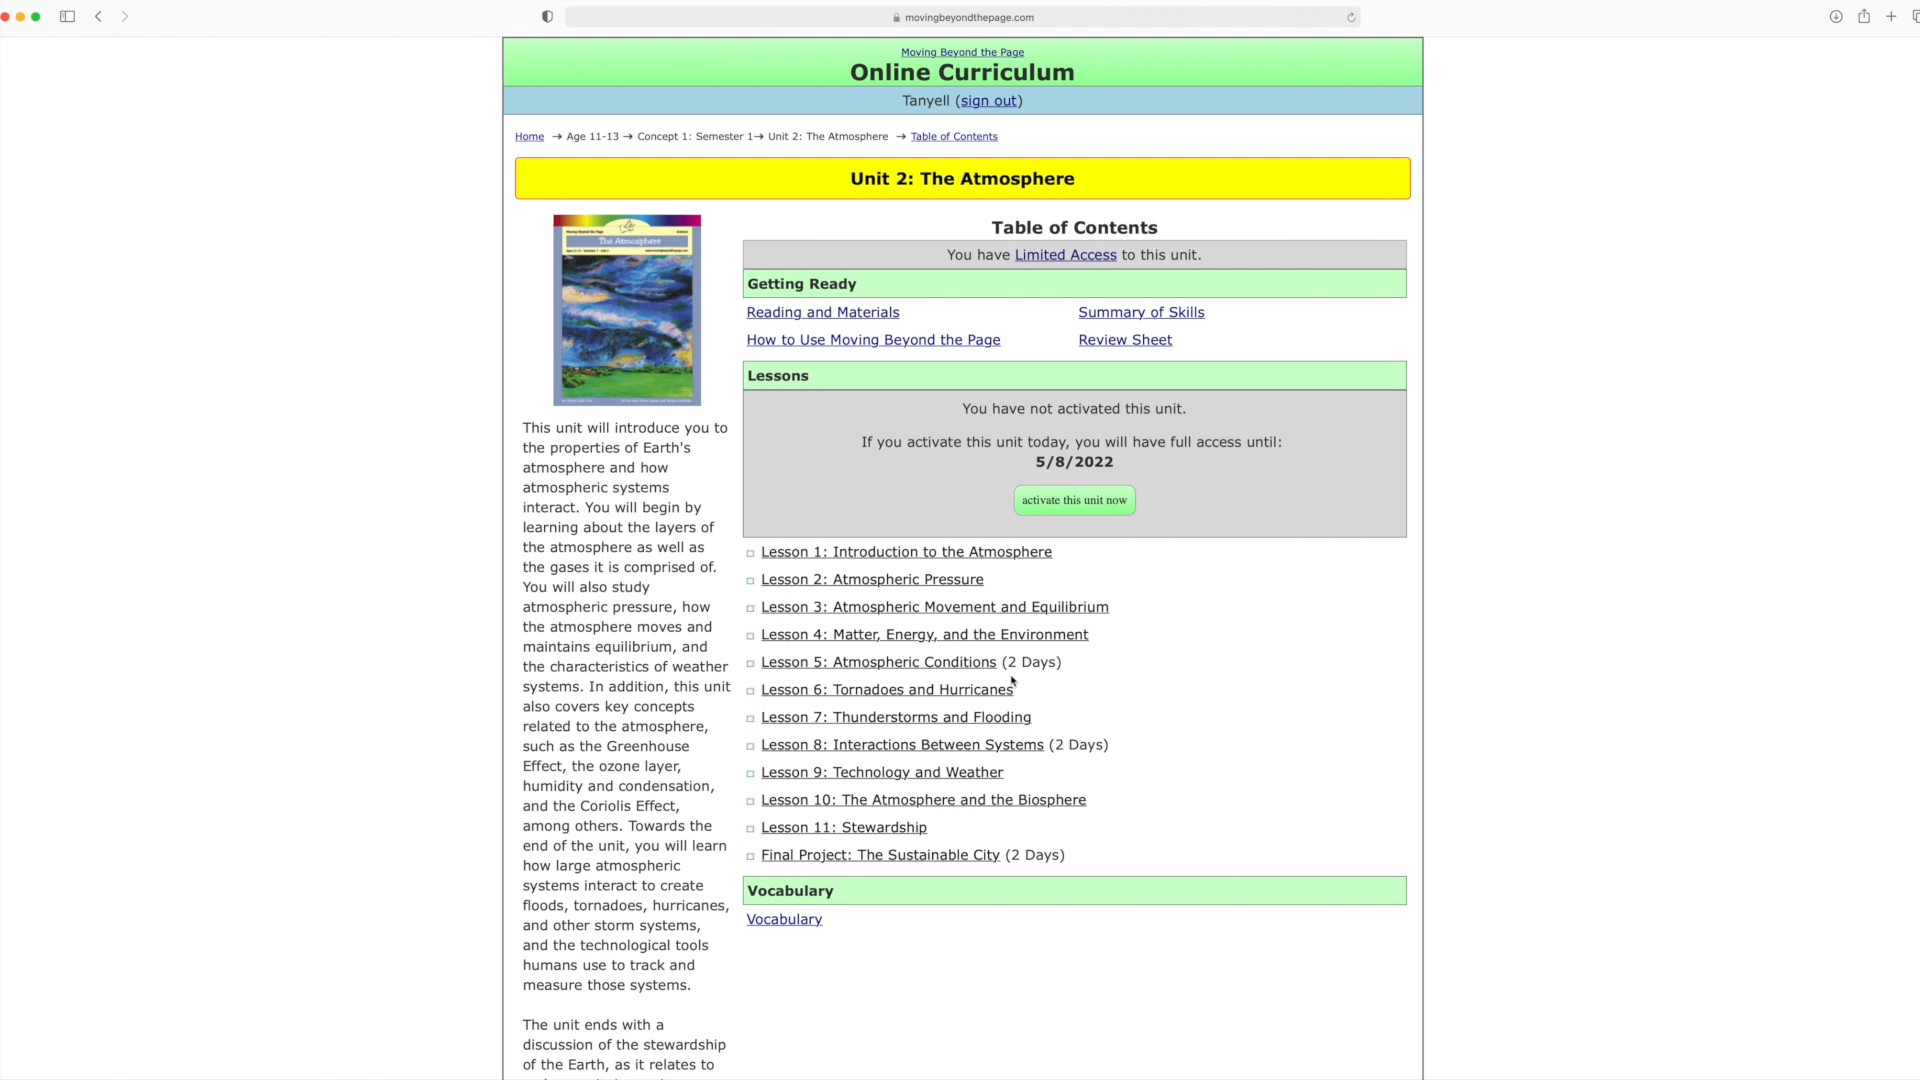 movingbeyondthepage.com
Moving Beyond the Page
Online Curriculum
Tanyell (sign out)
Home → Age 11-13 → Concept 1: Semester 1→ Unit 2: The Atmosphere → Table of Contents
Unit 2: The Atmosphere
Moving Beyond the Page
Science
The Atmosphere
This unit will introduce you to
the properties of Earth's
atmosphere and how
atmospheric systems
interact. You will begin by
learning about the layers of
the atmosphere as well as
the gases it is comprised of.
You will also study
atmospheric pressure, how
the atmosphere moves and
maintains equilibrium, and
the characteristics of weather
systems. In addition, this unit
also covers key concepts
related to the atmosphere,
such as the Greenhouse
Effect, the ozone layer,
humidity and condensation,
and the Coriolis Effect,
among others. Towards the
end of the unit, you will learn
how large atmospheric
systems interact to create
floods, tornadoes, hurricanes,
and other storm systems,
and the technological tools
humans use to track and
measure those systems.
The unit ends with a
discussion of the stewardship
of the Earth, as it relates to
Table of Contents
You have Limited Access to this unit.
Getting Ready
Reading and Materials
Summary of Skills
How to Use Moving Beyond the Page
Review Sheet
Lessons
You have not activated this unit.
If you activate this unit today, you will have full access until:
5/8/2022
activate this unit now
Lesson 1: Introduction to the Atmosphere
Lesson 2: Atmospheric Pressure
Lesson 3: Atmospheric Movement and Equilibrium
Lesson 4: Matter, Energy, and the Environment
Lesson 5: Atmospheric Conditions (2 Days)
Lesson 6: Tornadoes and Hurricanes
Lesson 7: Thunderstorms and Flooding
Lesson 8: Interactions Between Systems (2 Days)
Lesson 9: Technology and Weather
Lesson 10: The Atmosphere and the Biosphere
Lesson 11: Stewardship
Final Project: The Sustainable City (2 Days)
Vocabulary
Vocabulary